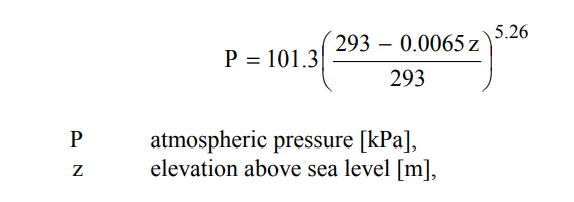 P = 101.3 ( (293 – 0.0065 z) / 293 )^5.26
P atmospheric pressure [kPa],
z elevation above sea level [m],